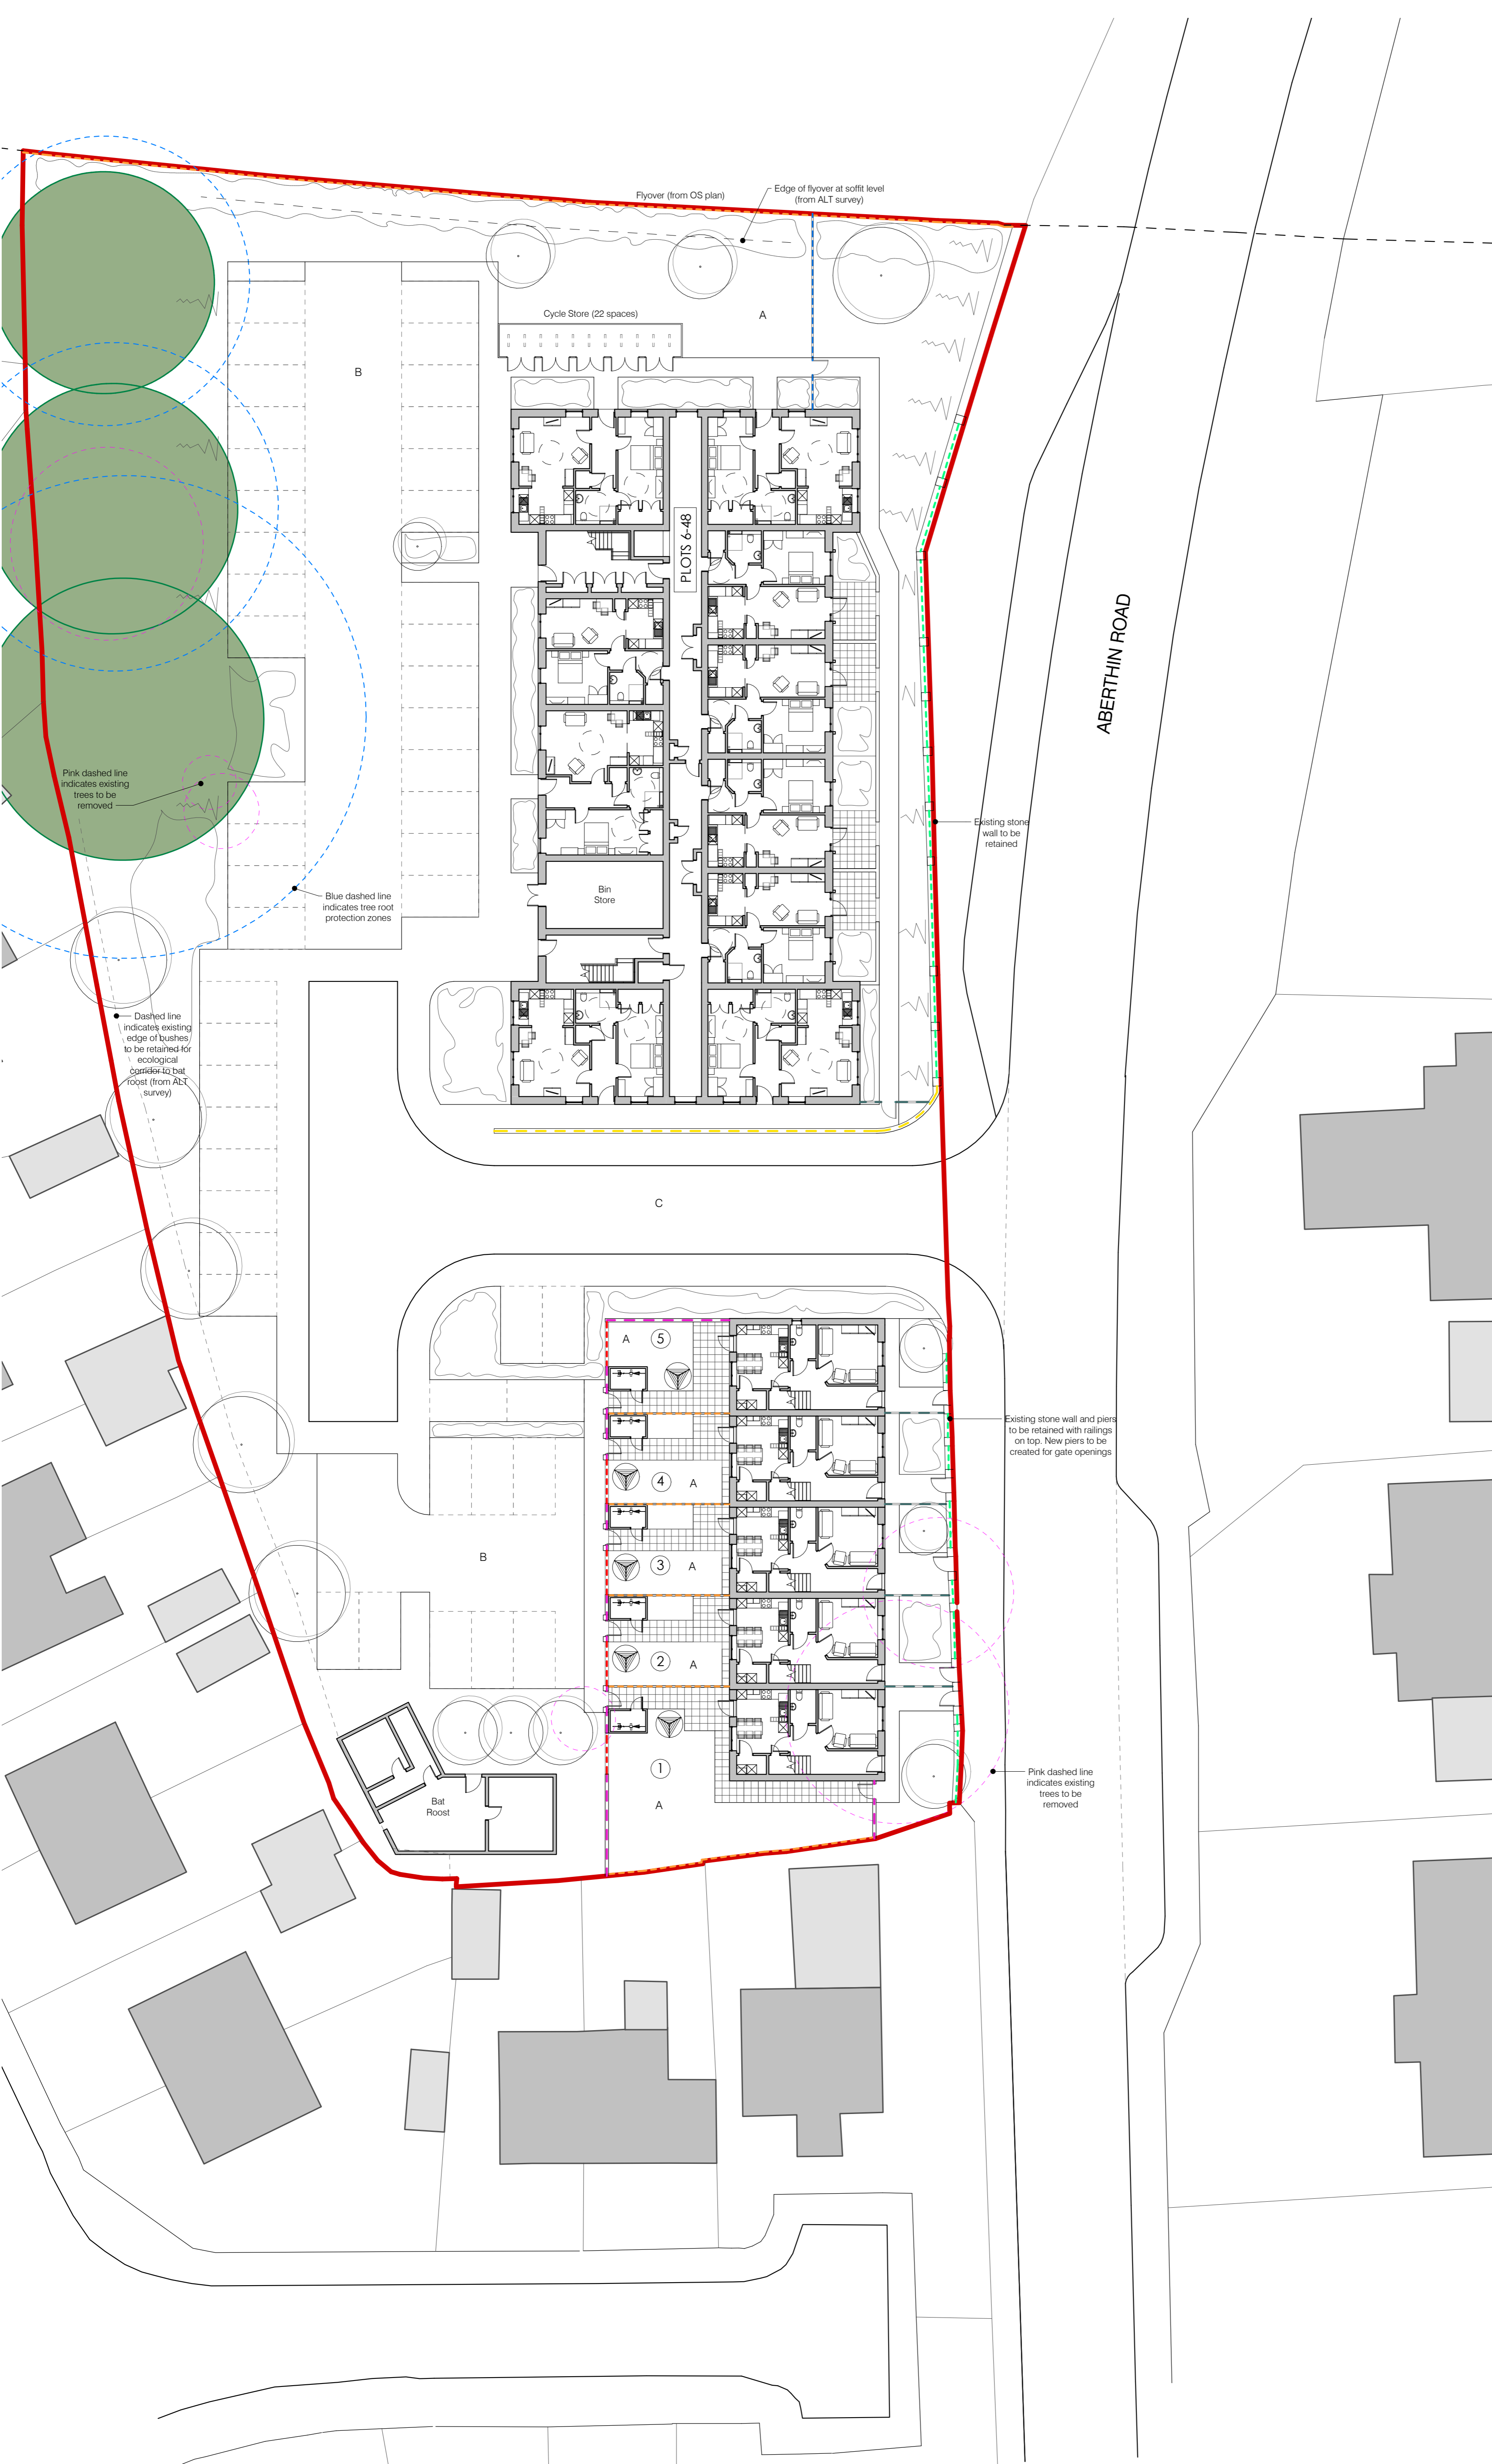 Flyover (from OS plan)
Edge of flyover at soffit level
(from ALT survey)
Cycle Store (22 spaces)
A
B
PLOTS 6-48
ABERTHIN ROAD
Pink dashed line
indicates existing
trees to be
removed
Existing stone
wall to be
retained
Bin
Store
Blue dashed line
indicates tree root
protection zones
Dashed line
indicates existing
edge of bushes
to be retained for
ecological
corridor to bat
roost (from ALT
survey)
C
A
5
Existing stone wall and piers
to be retained with railings
on top. New piers to be
created for gate openings
4
A
B
3
A
2
A
1
A
Bat
Roost
Pink dashed line
indicates existing
trees to be
removed